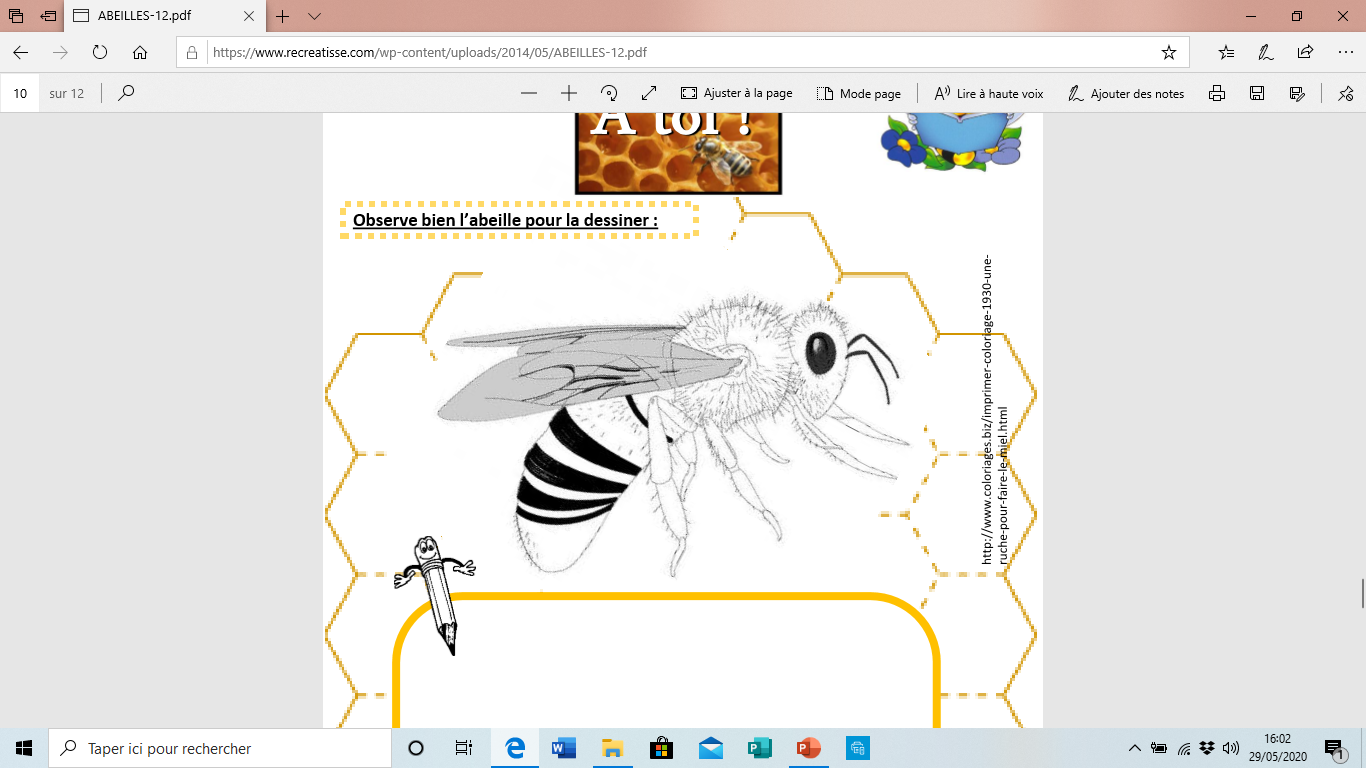 ABEILLES-12.pdf
https://www.recreatisse.com/wp-content/uploads/2014/05/ABEILLES-12.pdf
10 sur 12 Ajuster à la page Mode page Lire à haute voix Ajouter des notes
A toi !
Observe bien l'abeille pour la dessiner :
http://www.coloriages.biz/imprimer-coloriage-1930-une-
ruche-pour-faire-le-miel.html
Taper ici pour rechercher
16:02
29/05/2020
1